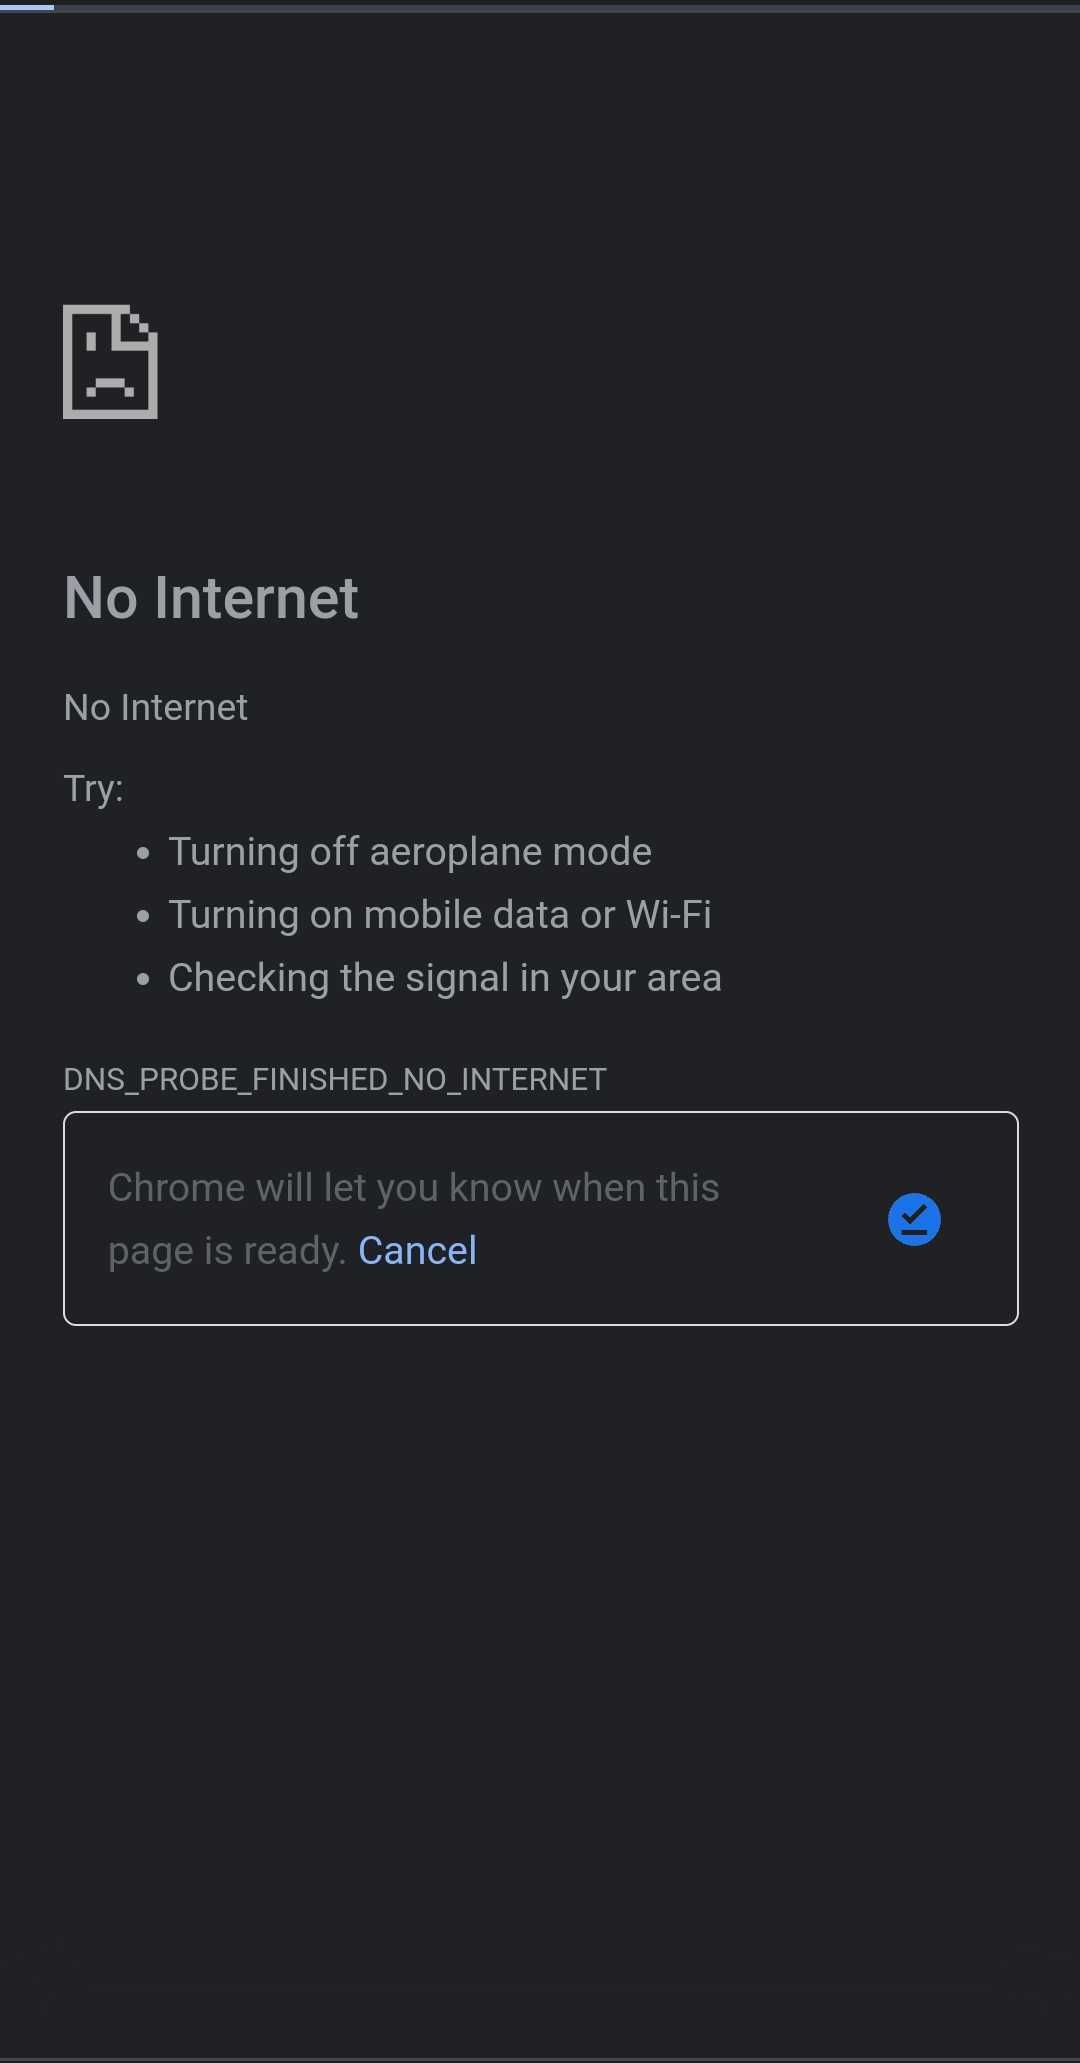 No Internet
No Internet
Try:
• Turning off aeroplane mode
• Turning on mobile data or Wi-Fi
• Checking the signal in your area
DNS_PROBE_FINISHED_NO_INTERNET
Chrome will let you know when this
page is ready. Cancel